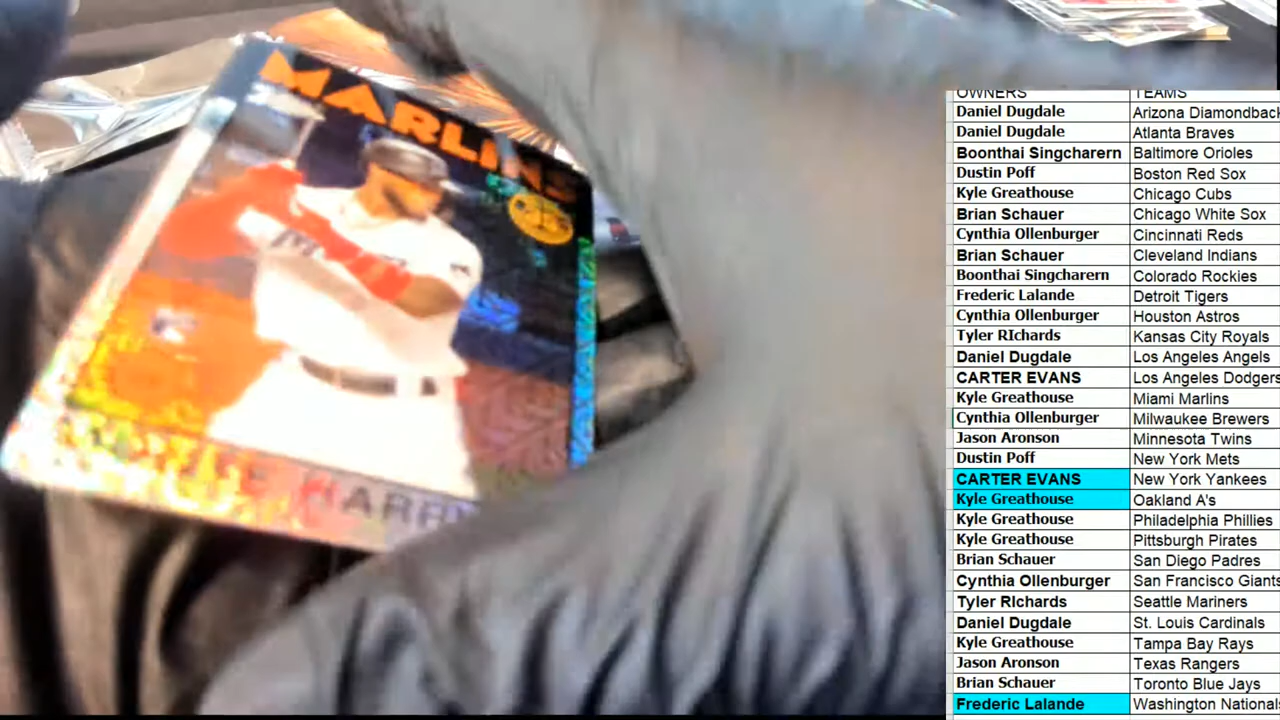 MARLINS
OWNERS TEAMS
Daniel Dugdale Arizona Diamondback
Daniel Dugdale Atlanta Braves
Boonthai Singcharern Baltimore Orioles
Dustin Poff Boston Red Sox
Kyle Greathouse Chicago Cubs
Brian Schauer Chicago White Sox
Cynthia Ollenburger Cincinnati Reds
Brian Schauer Cleveland Indians
Boonthai Singcharern Colorado Rockies
Frederic Lalande Detroit Tigers
Cynthia Ollenburger Houston Astros
Tyler RIchards Kansas City Royals
Daniel Dugdale Los Angeles Angels
CARTER EVANS Los Angeles Dodgers
Kyle Greathouse Miami Marlins
Cynthia Ollenburger Milwaukee Brewers
Jason Aronson Minnesota Twins
Dustin Poff New York Mets
CARTER EVANS New York Yankees
Kyle Greathouse Oakland A's
Kyle Greathouse Philadelphia Phillies
Kyle Greathouse Pittsburgh Pirates
Brian Schauer San Diego Padres
Cynthia Ollenburger San Francisco Giants
Tyler RIchards Seattle Mariners
Daniel Dugdale St. Louis Cardinals
Kyle Greathouse Tampa Bay Rays
Jason Aronson Texas Rangers
Brian Schauer Toronto Blue Jays
Frederic Lalande Washington National